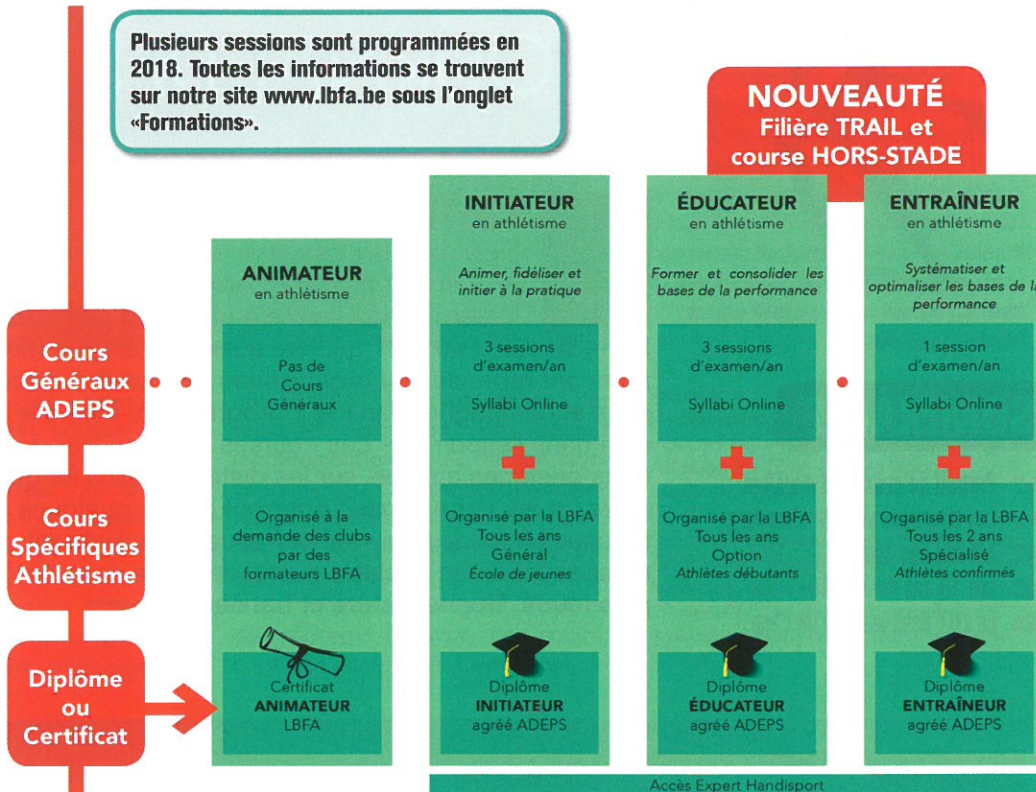 Plusieurs sessions sont programmées en
2018. Toutes les informations se trouvent
sur notre site www.lbfa.be sous l'onglet
«Formations».
NOUVEAUTÉ
Filière TRAIL et
course HORS-STADE
ANIMATEUR
en athlétisme
INITIATEUR
en athlétisme
Animer, fidéliser et
initier à la pratique
ÉDUCATEUR
en athlétisme
Former et consolider les
bases de la performance
ENTRAÎNEUR
en athlétisme
Systématiser et
optimaliser les bases de la
performance
Cours
Généraux
ADEPS
Pas de
Cours
Généraux
3 sessions
d'examen/an
Syllabi Online
3 sessions
d'examen/an
Syllabi Online
1 session
d'examen/an
Syllabi Online
Cours
Spécifiques
Athlétisme
Organisé à la
demande des clubs
par des
formateurs LBFA
Organisé par la LBFA
Tous les ans
Général
École de jeunes
Organisé par la LBFA
Tous les ans
Option
Athlètes débutants
Organisé par la LBFA
Tous les 2 ans
Spécialisé
Athlètes confirmés
Diplôme
ou
Certificat
Certificat
ANIMATEUR
LBFA
Diplôme
INITIATEUR
agréé ADEPS
Diplôme
ÉDUCATEUR
agréé ADEPS
Diplôme
ENTRAÎNEUR
agréé ADEPS
Accès Expert Handisport